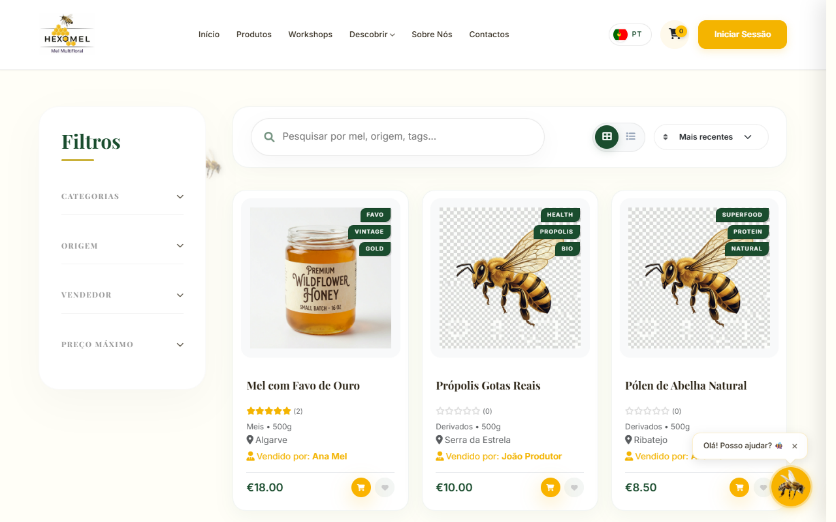 HEXOMEL
Mel Multifloral
Início
Produtos
Workshops
Descobrir
Sobre Nós
Contactos
PT
0
Iniciar Sessão
Filtros
CATEGORIAS
ORIGEM
VENDEDOR
PREÇO MÁXIMO
Pesquisar por mel, origem, tags...
Mais recentes
FAVO
VINTAGE
GOLD
PREMIUM
WILDFLOWER
HONEY
SMALL BATCH - 16 OZ
Mel com Favo de Ouro
(2)
Meis • 500g
Algarve
Vendido por: Ana Mel
€18.00
HEALTH
PROPOLIS
BIO
Própolis Gotas Reais
(0)
Derivados • 500g
Serra da Estrela
Vendido por: João Produtor
€10.00
SUPERFOOD
PROTEIN
NATURAL
Pólen de Abelha Natural
(0)
Derivados • 500g
Ribatejo
Vendido por:
€8.50
Olá! Posso ajudar? 🐝
×